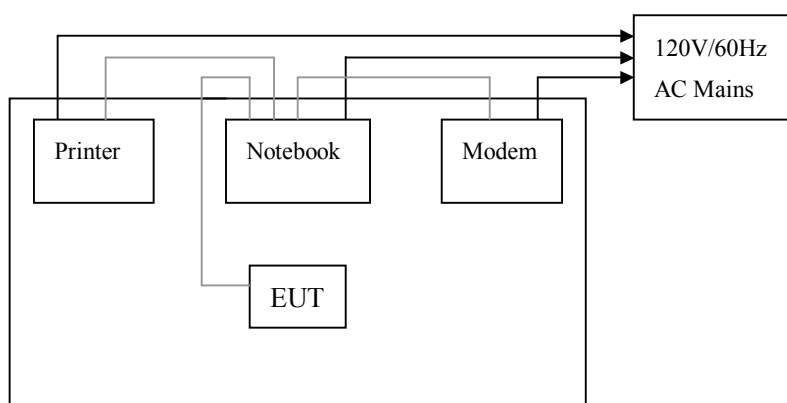 120V/60Hz
AC Mains
Printer
Notebook
Modem
EUT